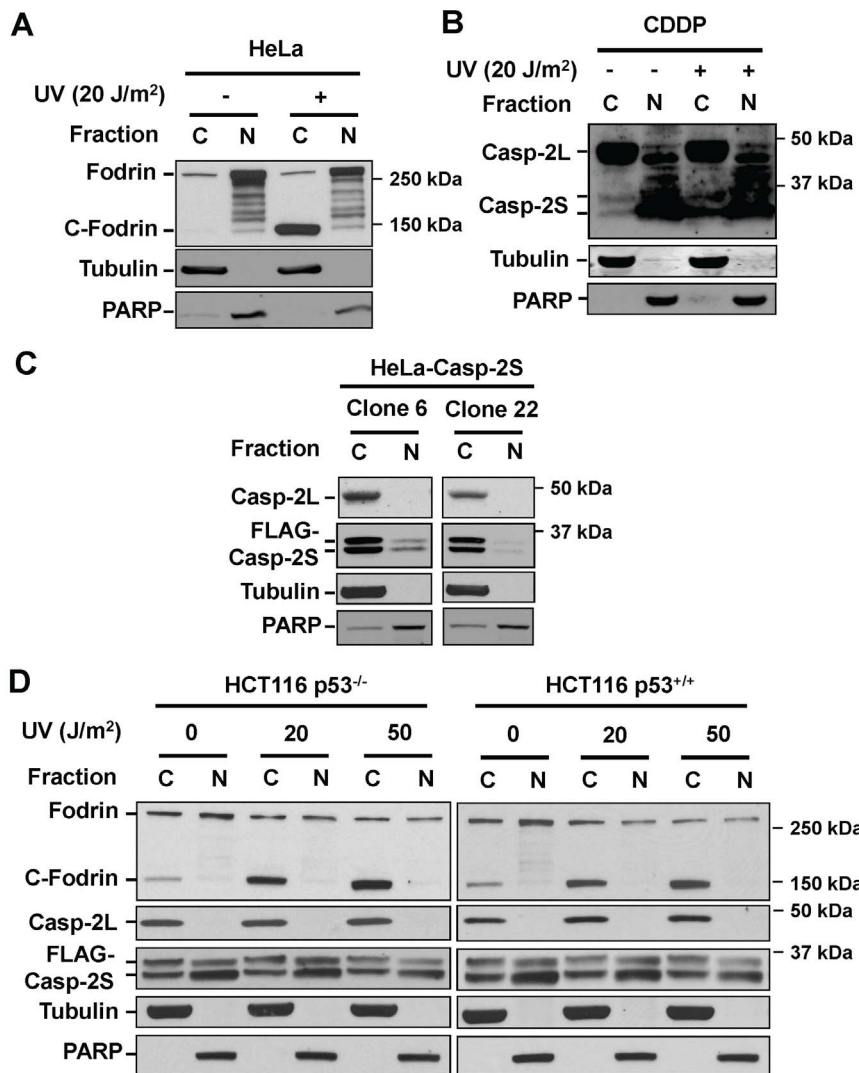 A
HeLa
UV (20 J/m²) - +
Fraction C N C N
Fodrin
250 kDa
C-Fodrin
150 kDa
Tubulin
PARP
B
CDDP
UV (20 J/m²) - - + +
Fraction C N C N
Casp-2L
50 kDa
37 kDa
Casp-2S
Tubulin
PARP
C
HeLa-Casp-2S
Clone 6 Clone 22
Fraction C N C N
Casp-2L
50 kDa
FLAG-
Casp-2S
37 kDa
Tubulin
PARP
D
HCT116 p53-/- HCT116 p53+/+
UV (J/m²) 0 20 50 0 20 50
Fraction C N C N C N C N C N C N
Fodrin
250 kDa
C-Fodrin
150 kDa
Casp-2L
50 kDa
FLAG-
Casp-2S
37 kDa
Tubulin
PARP